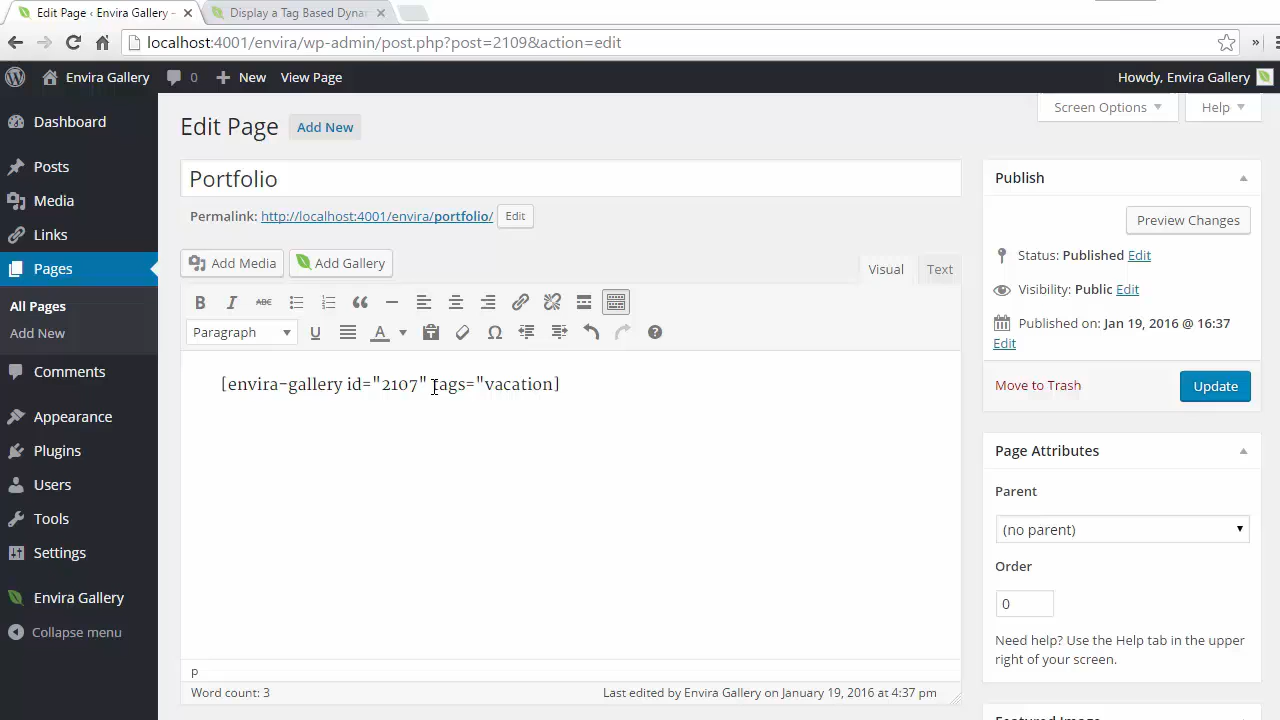 Edit Page ‹ Envira Gallery –
Display a Tag Based Dyna
localhost:4001/envira/wp-admin/post.php?post=2109&action=edit
»
Envira Gallery 0 New View Page Howdy, Envira Gallery
Screen Options Help
Dashboard
Posts
Media
Links
Pages
All Pages
Add New
Comments
Appearance
Plugins
Users
Tools
Settings
Envira Gallery
Collapse menu
Edit Page Add New
Portfolio
Permalink: http://localhost:4001/envira/portfolio/ Edit
Add Media Add Gallery
Visual Text
B I ABC
Paragraph U A Ω
[envira-gallery id="2107" tags="vacation]
p
Word count: 3 Last edited by Envira Gallery on January 19, 2016 at 4:37 pm
Publish
Preview Changes
Status: Published Edit
Visibility: Public Edit
Published on: Jan 19, 2016 @ 16:37
Edit
Move to Trash Update
Page Attributes
Parent
(no parent)
Order
0
Need help? Use the Help tab in the upper
right of your screen.
Featured Image